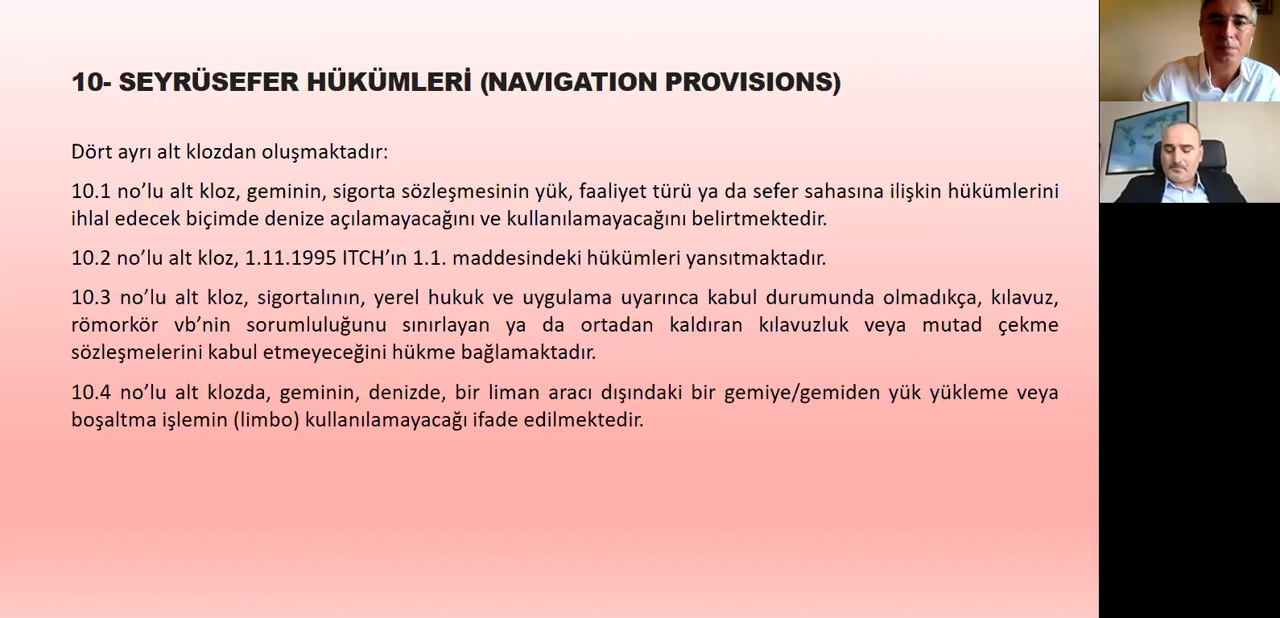 10- SEYRÜSEFER HÜKÜMLERİ (NAVIGATION PROVISIONS)
Dört ayrı alt klozdan oluşmaktadır:
10.1 no’lu alt kloz, geminin, sigorta sözleşmesinin yük, faaliyet türü ya da sefer sahasına ilişkin hükümlerini
ihlal edecek biçimde denize açılamayacağını ve kullanılamayacağını belirtmektedir.
10.2 no’lu alt kloz, 1.11.1995 ITCH’ın 1.1. maddesindeki hükümleri yansıtmaktadır.
10.3 no’lu alt kloz, sigortalının, yerel hukuk ve uygulama uyarınca kabul durumunda olmadıkça, kılavuz,
römorkör vb’nin sorumluluğunu sınırlayan ya da ortadan kaldıran kılavuzluk veya mutad çekme
sözleşmelerini kabul etmeyeceğini hükme bağlamaktadır.
10.4 no’lu alt klozda, geminin, denizde, bir liman aracı dışındaki bir gemiye/gemiden yük yükleme veya
boşaltma işlemin (limbo) kullanılamayacağı ifade edilmektedir.